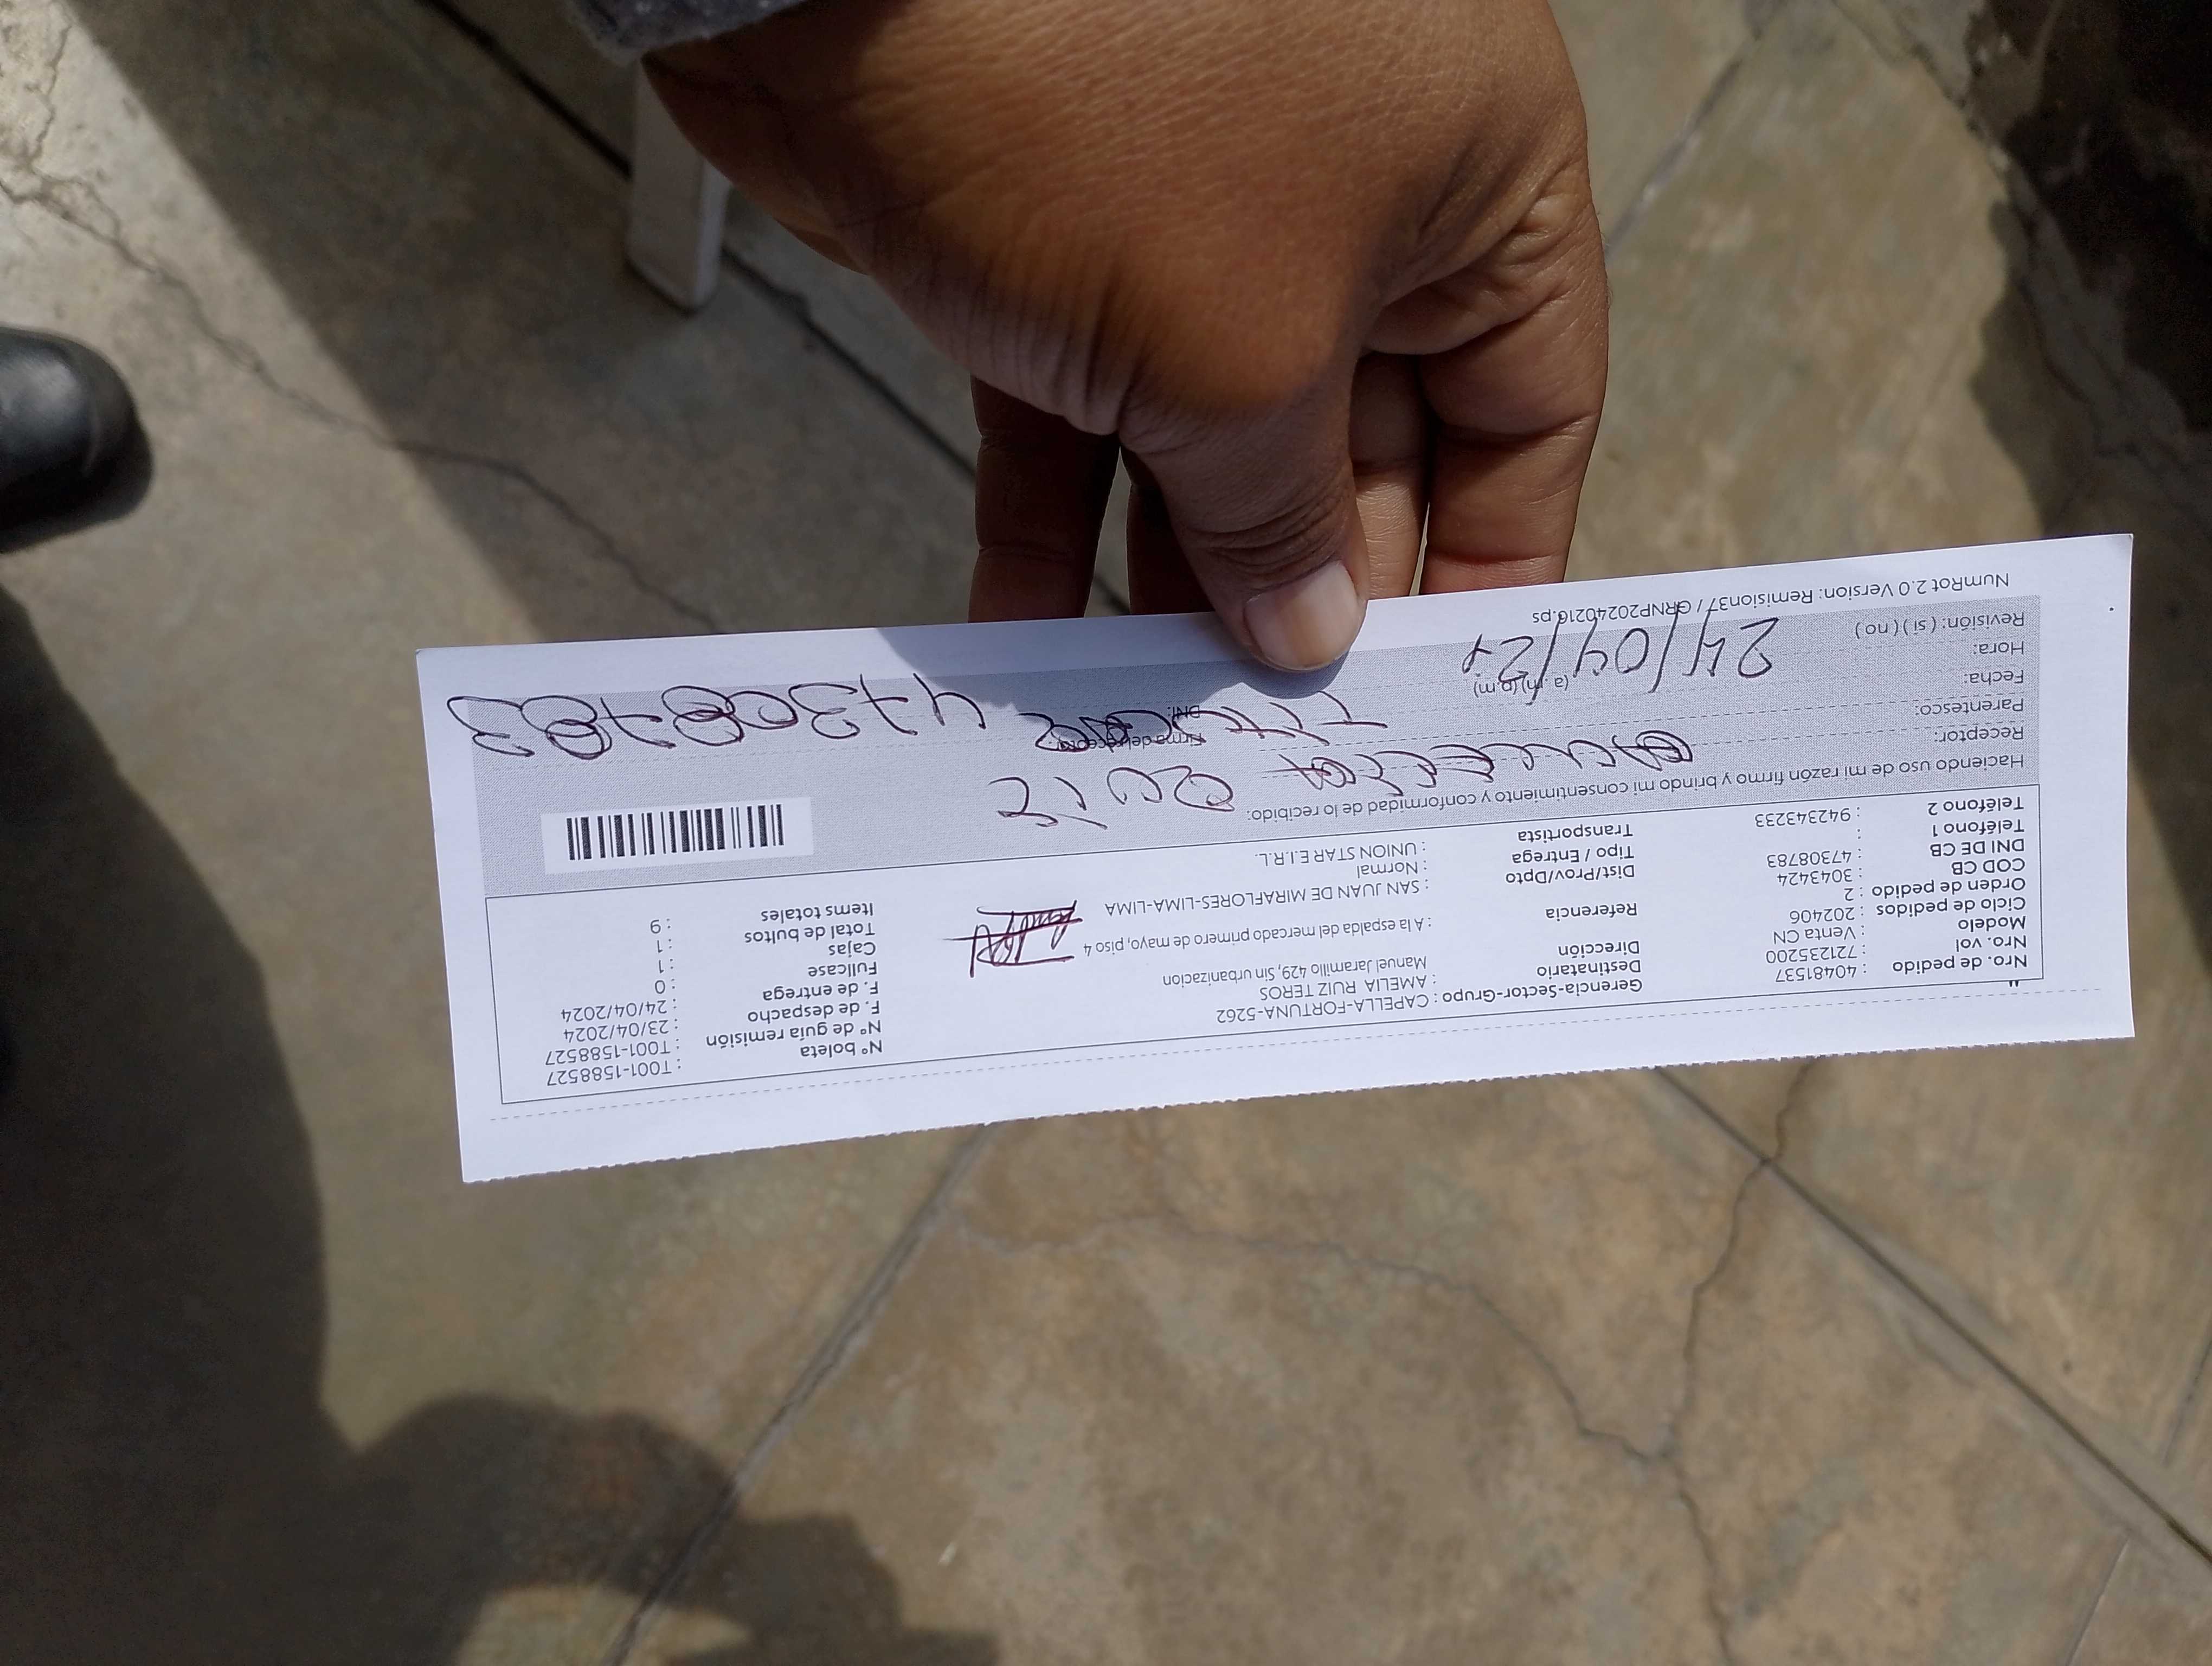 Nro. de pedido : 40481537
Nro. vol : 721235200
Modelo : Venta CN
Ciclo de pedidos : 202406
Orden de pedido : 2
COD CB : 3043424
DNI DE CB : 47308783
Teléfono 1 :
Teléfono 2 : 942343233
Gerencia-Sector-Grupo : CAPELLA-FORTUNA-5262
Destinatario : AMELIA RUIZ TEROS
Dirección Manuel Jaramillo 429, Sin urbanizacion
Referencia : A la espalda del mercado primero de mayo, piso 4
Dist/Prov/Dpto : SAN JUAN DE MIRAFLORES-LIMA-LIMA
Tipo / Entrega : Normal
Transportista : UNION STAR E.I.R.L.
N° boleta : T001-1588527
N° de guía remisión : T001-1588527
F. de despacho : 23/04/2024
F. de entrega : 24/04/2024
Fullcase : 0
Cajas : 1
Total de bultos : 1
Items totales : 9
Haciendo uso de mi razón firmo y brindo mi consentimiento y conformidad de lo recibido:
Receptor:
Parentesco:
Firma del receptor
DNI: 47308783
Fecha: 24/04/24
Hora: (a.m) (p.m)
Revisión: ( si ) ( no )
NumRot 2.0 Version: Remision37 / GRNP20240216.ps